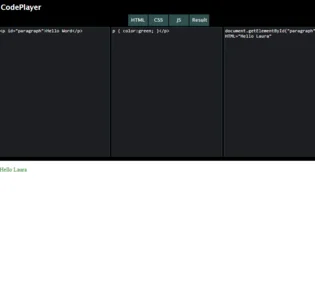 CodePlayer
HTML CSS JS Result
<p id="paragraph">Hello Word</p>
p { color:green; }</p>
document.getElementById("paragraph"
HTML="Hello Laura"
Hello Laura